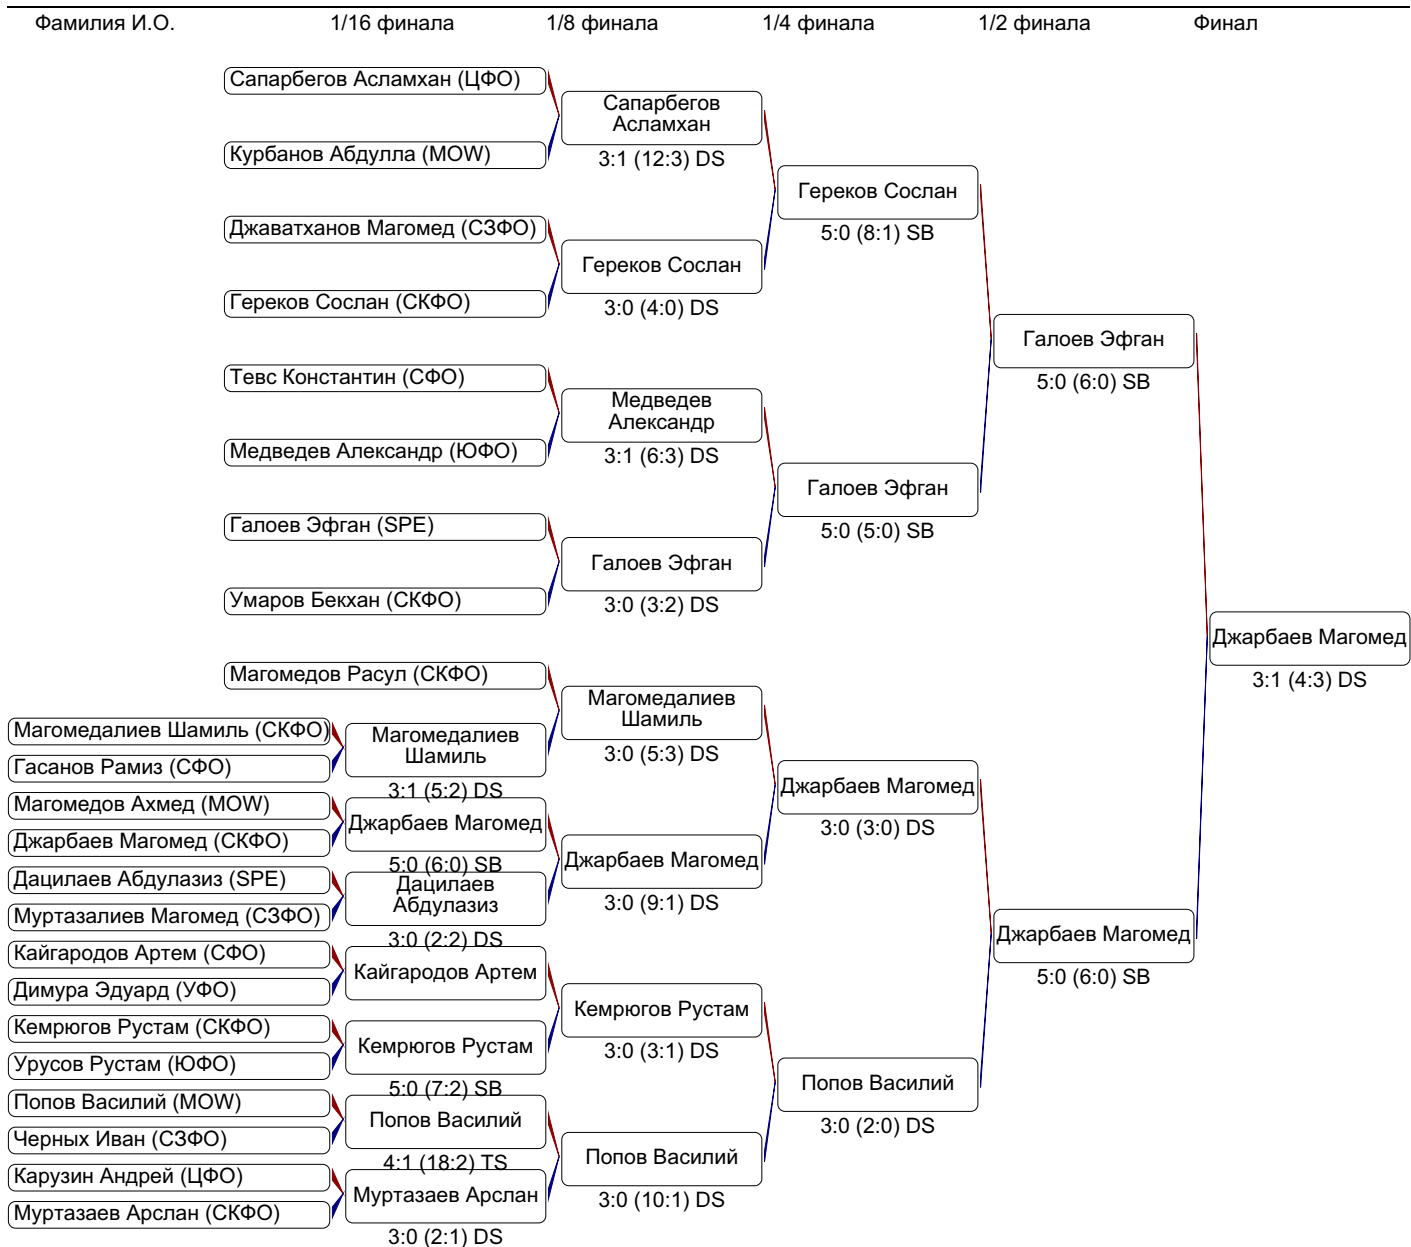 Фамилия И.О. 1/16 финала 1/8 финала 1/4 финала 1/2 финала Финал
Сапарбегов Асламхан (ЦФО)
Сапарбегов
Асламхан
Курбанов Абдулла (MOW)
3:1 (12:3) DS
Гереков Сослан
Джаватханов Магомед (СЗФО)
5:0 (8:1) SB
Гереков Сослан
Гереков Сослан (СКФО)
3:0 (4:0) DS
Галоев Эфган
Тевс Константин (СФО)
5:0 (6:0) SB
Медведев
Александр
Медведев Александр (ЮФО)
3:1 (6:3) DS
Галоев Эфган
Галоев Эфган (SPE)
5:0 (5:0) SB
Галоев Эфган
Умаров Бекхан (СКФО)
3:0 (3:2) DS
Джарбаев Магомед
Магомедов Расул (СКФО)
3:1 (4:3) DS
Магомедалиев
Шамиль
Магомедалиев Шамиль (СКФО)
Магомедалиев
Шамиль
3:0 (5:3) DS
Гасанов Рамиз (СФО)
3:1 (5:2) DS
Джарбаев Магомед
Магомедов Ахмед (MOW)
Джарбаев Магомед
3:0 (3:0) DS
Джарбаев Магомед (СКФО)
5:0 (6:0) SB
Джарбаев Магомед
Дацилаев Абдулазиз (SPE)
Дацилаев
Абдулазиз
3:0 (9:1) DS
Муртазалиев Магомед (СЗФО)
3:0 (2:2) DS
Джарбаев Магомед
Кайгародов Артем (СФО)
Кайгародов Артем
5:0 (6:0) SB
Димура Эдуард (УФО)
Кемрюгов Рустам
Кемрюгов Рустам (СКФО)
Кемрюгов Рустам
3:0 (3:1) DS
Урусов Рустам (ЮФО)
5:0 (7:2) SB
Попов Василий
Попов Василий (MOW)
Попов Василий
3:0 (2:0) DS
Черных Иван (СЗФО)
4:1 (18:2) TS
Попов Василий
Карузин Андрей (ЦФО)
Муртазаев Арслан
3:0 (10:1) DS
Муртазаев Арслан (СКФО)
3:0 (2:1) DS